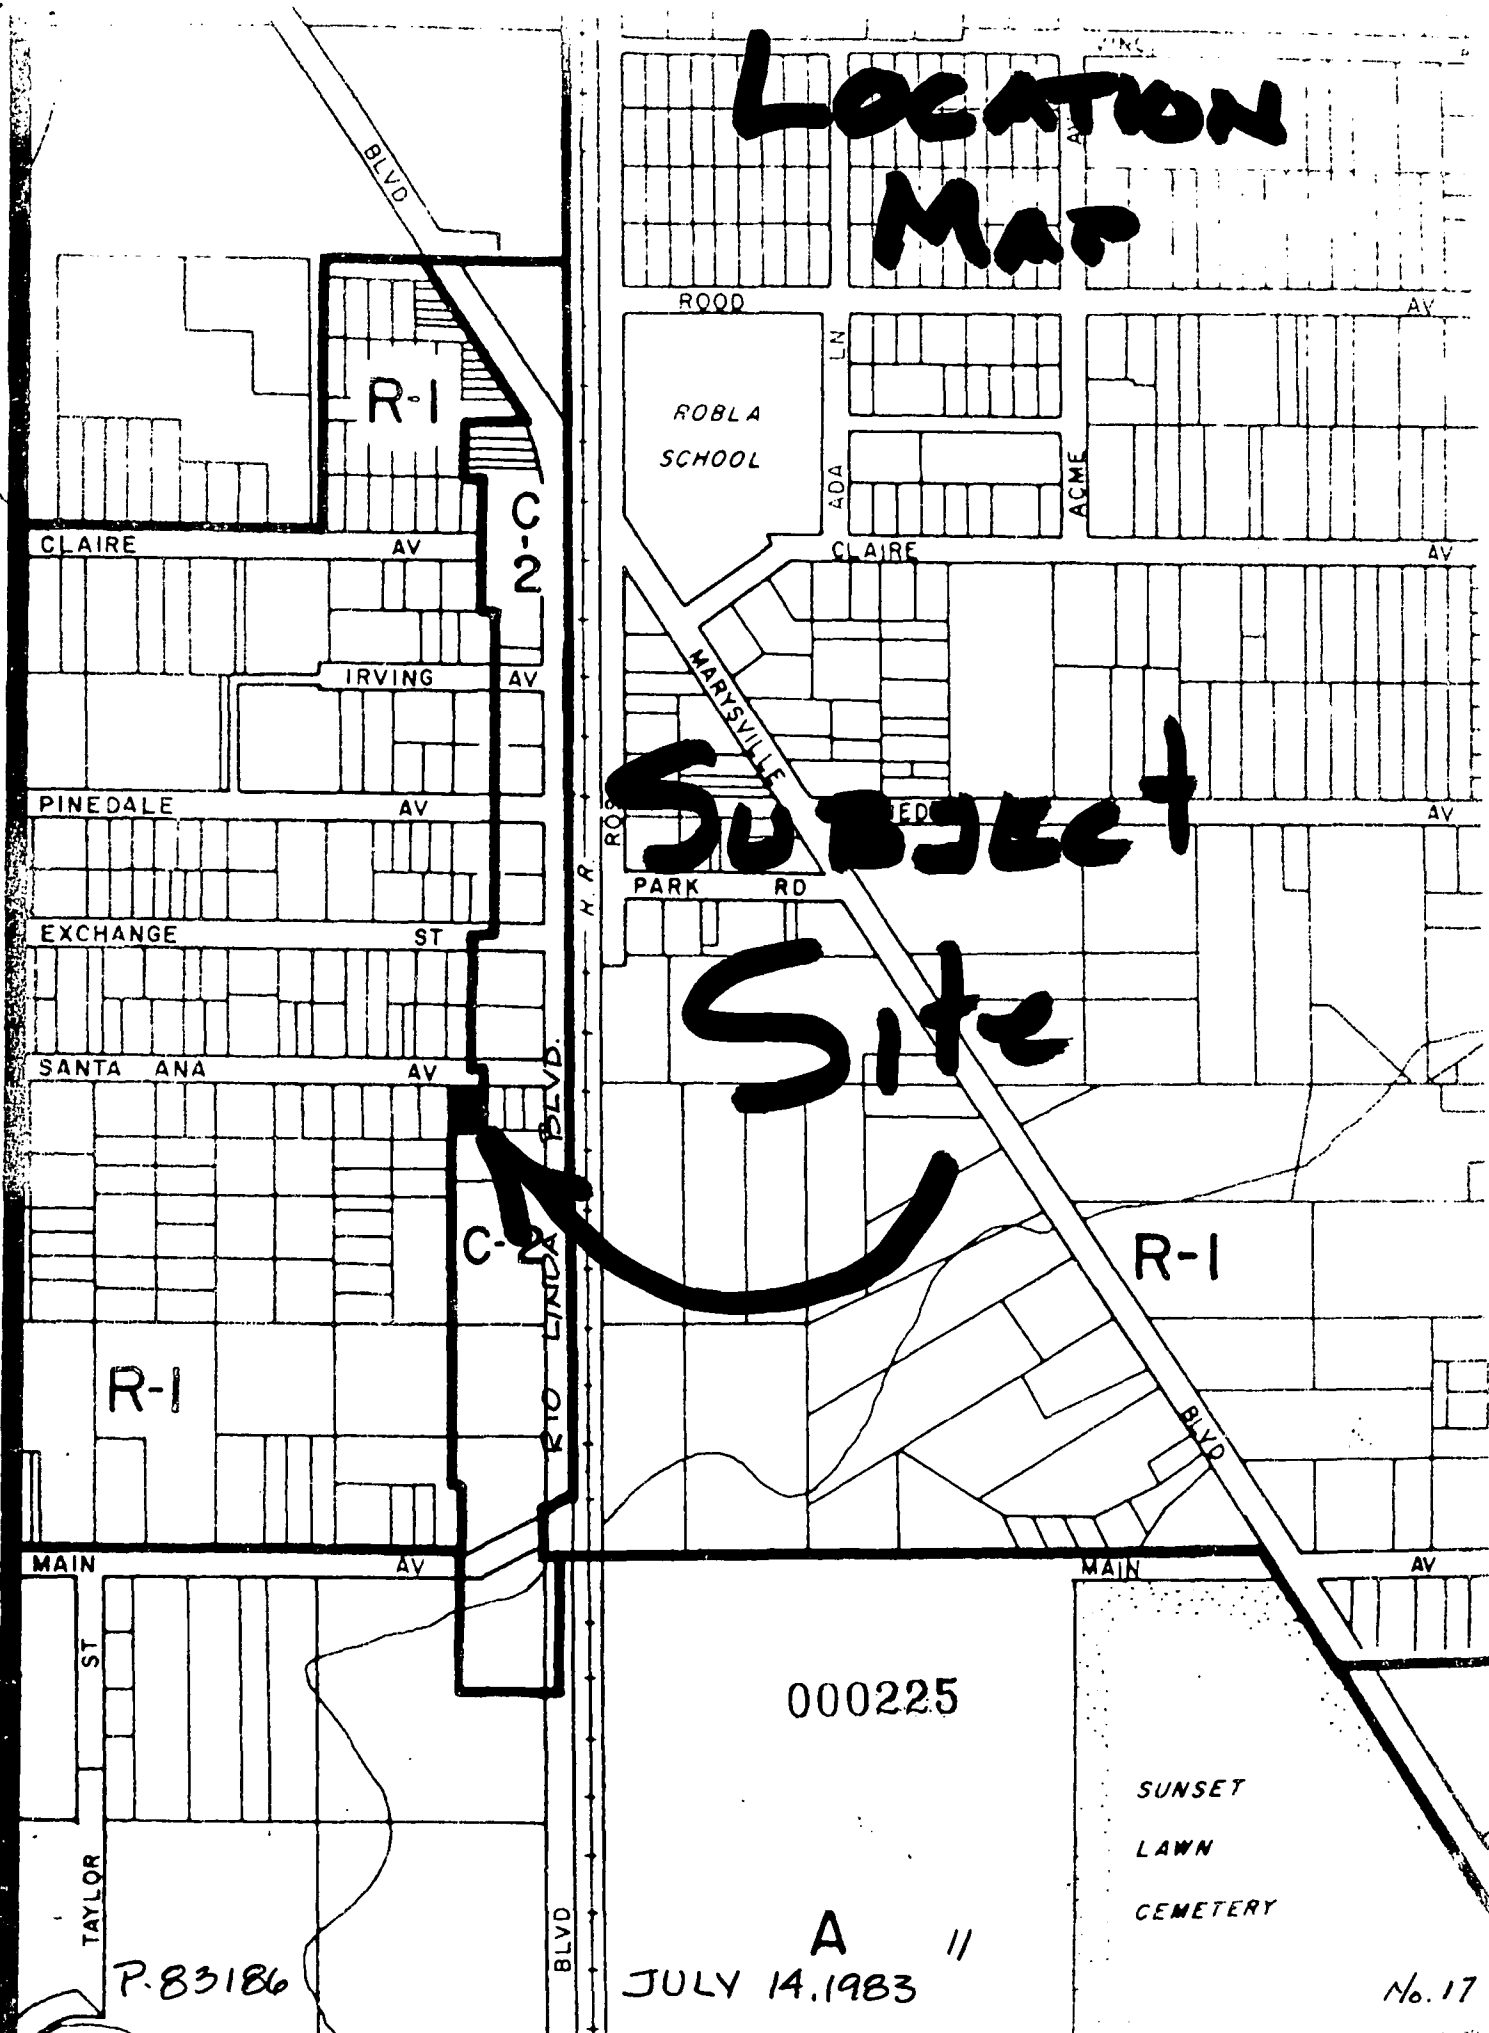 LOCATION
MAP
BLVD
AV
ROOD
AV
LN
R-1
ROBLA
SCHOOL
ADA
ACME
C-2
CLAIRE AV
CLAIRE AV
IRVING AV
MARYSVILLE
SUBJECT
PINEDALE AV
AV
R.R.
PARK RD
EXCHANGE ST
SITE
SANTA ANA AV
RIO LINDA BLVD.
C-2
R-1
R-1
BLVD
MAIN AV
MAIN AV
ST
000225
SUNSET
LAWN
CEMETERY
TAYLOR
BLVD
A 11
P-83186
JULY 14, 1983
No. 17